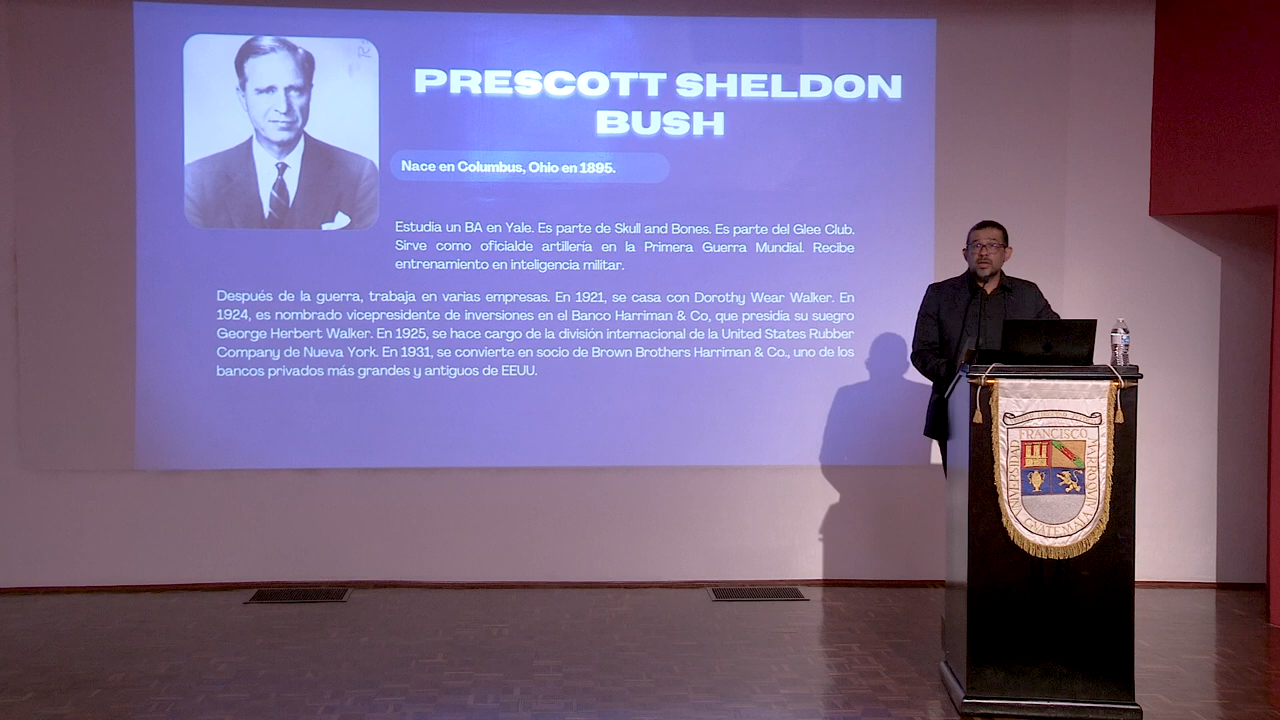 PRESCOTT SHELDON
BUSH
Nace en Columbus, Ohio en 1895.
Estudia un BA en Yale. Es parte de Skull and Bones. Es parte del Glee Club.
Sirve como oficialde artillería en la Primera Guerra Mundial. Recibe
entrenamiento en inteligencia militar.
Después de la guerra, trabaja en varias empresas. En 1921, se casa con Dorothy Wear Walker. En
1924, es nombrado vicepresidente de inversiones en el Banco Harriman & Co, que presidía su suegro
George Herbert Walker. En 1925, se hace cargo de la división internacional de la United States Rubber
Company de Nueva York. En 1931, se convierte en socio de Brown Brothers Harriman & Co., uno de los
bancos privados más grandes y antiguos de EEUU.
UNIVERSIDAD FRANCISCO MARROQUIN
GUATEMALA